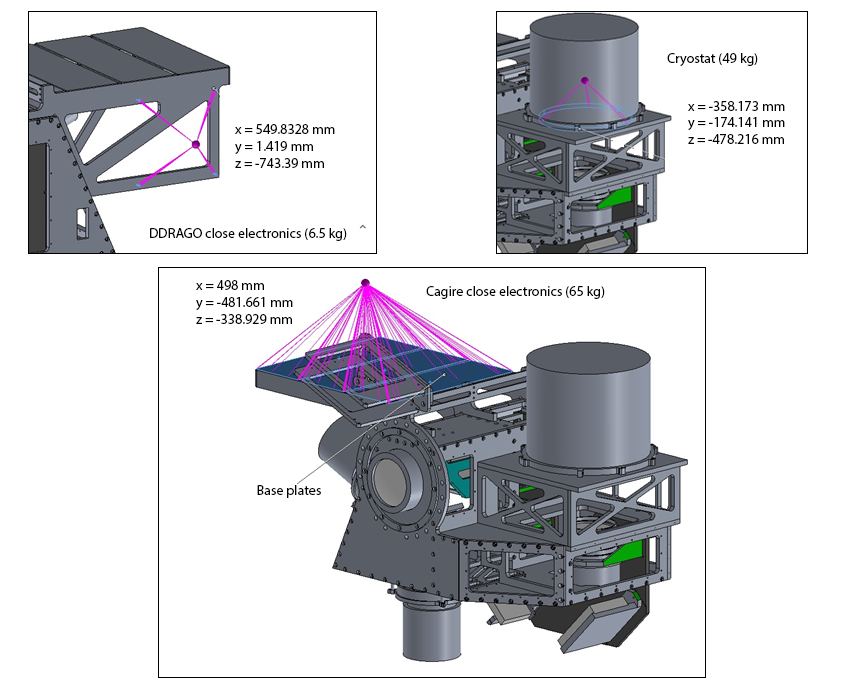 x = 549.8328 mm
y = 1.419 mm
z = -743.39 mm
DDRAGO close electronics (6.5 kg) ^
Cryostat (49 kg)
x = -358.173 mm
y = -174.141 mm
z = -478.216 mm
x = 498 mm
y = -481.661 mm
z = -338.929 mm
Cagire close electronics (65 kg)
Base plates